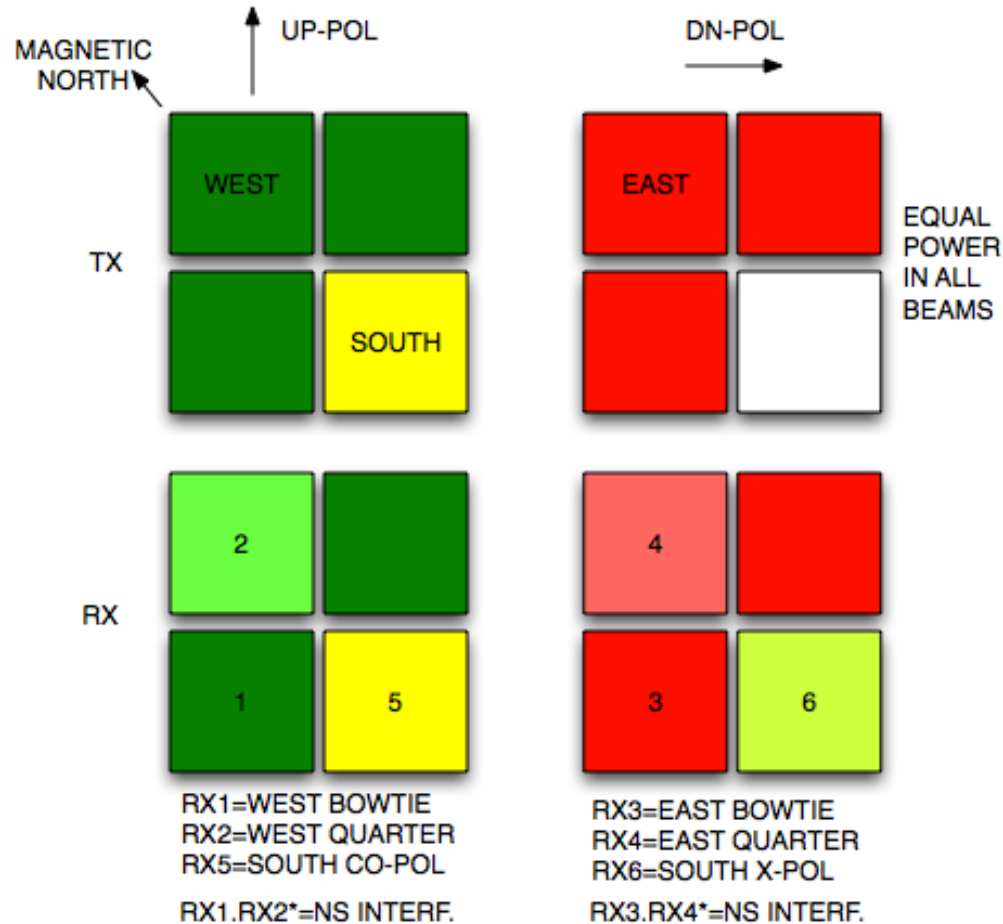 UP-POL
DN-POL
MAGNETIC
NORTH
WEST
EAST
TX
EQUAL
POWER
IN ALL
BEAMS
SOUTH
2
4
RX
1
5
3
6
RX1=WEST BOWTIE
RX2=WEST QUARTER
RX5=SOUTH CO-POL
RX1.RX2*=NS INTERF.
RX3=EAST BOWTIE
RX4=EAST QUARTER
RX6=SOUTH X-POL
RX3.RX4*=NS INTERF.